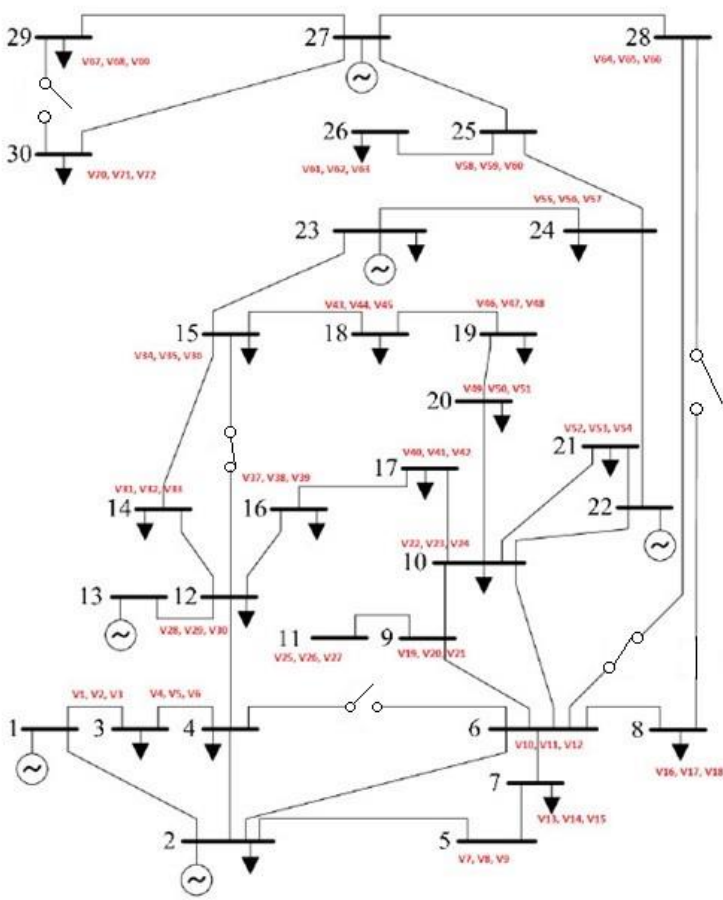 29
27
28
V67, V68, V69
V64, V65, V66
30
26
25
V70, V71, V72
V61, V62, V63
V58, V59, V60
V55, V56, V57
23
24
V43, V44, V45
V46, V47, V48
15
18
19
V34, V35, V36
V49, V50, V51
20
V52, V53, V54
21
V40, V41, V42
17
V37, V38, V39
V31, V32, V33
14
16
22
V22, V23, V24
10
13
12
V28, V29, V30
11
9
V25, V26, V27
V19, V20, V21
V1, V2, V3
V4, V5, V6
1
3
4
6
8
V10, V11, V12
V16, V17, V18
7
V13, V14, V15
2
5
V7, V8, V9